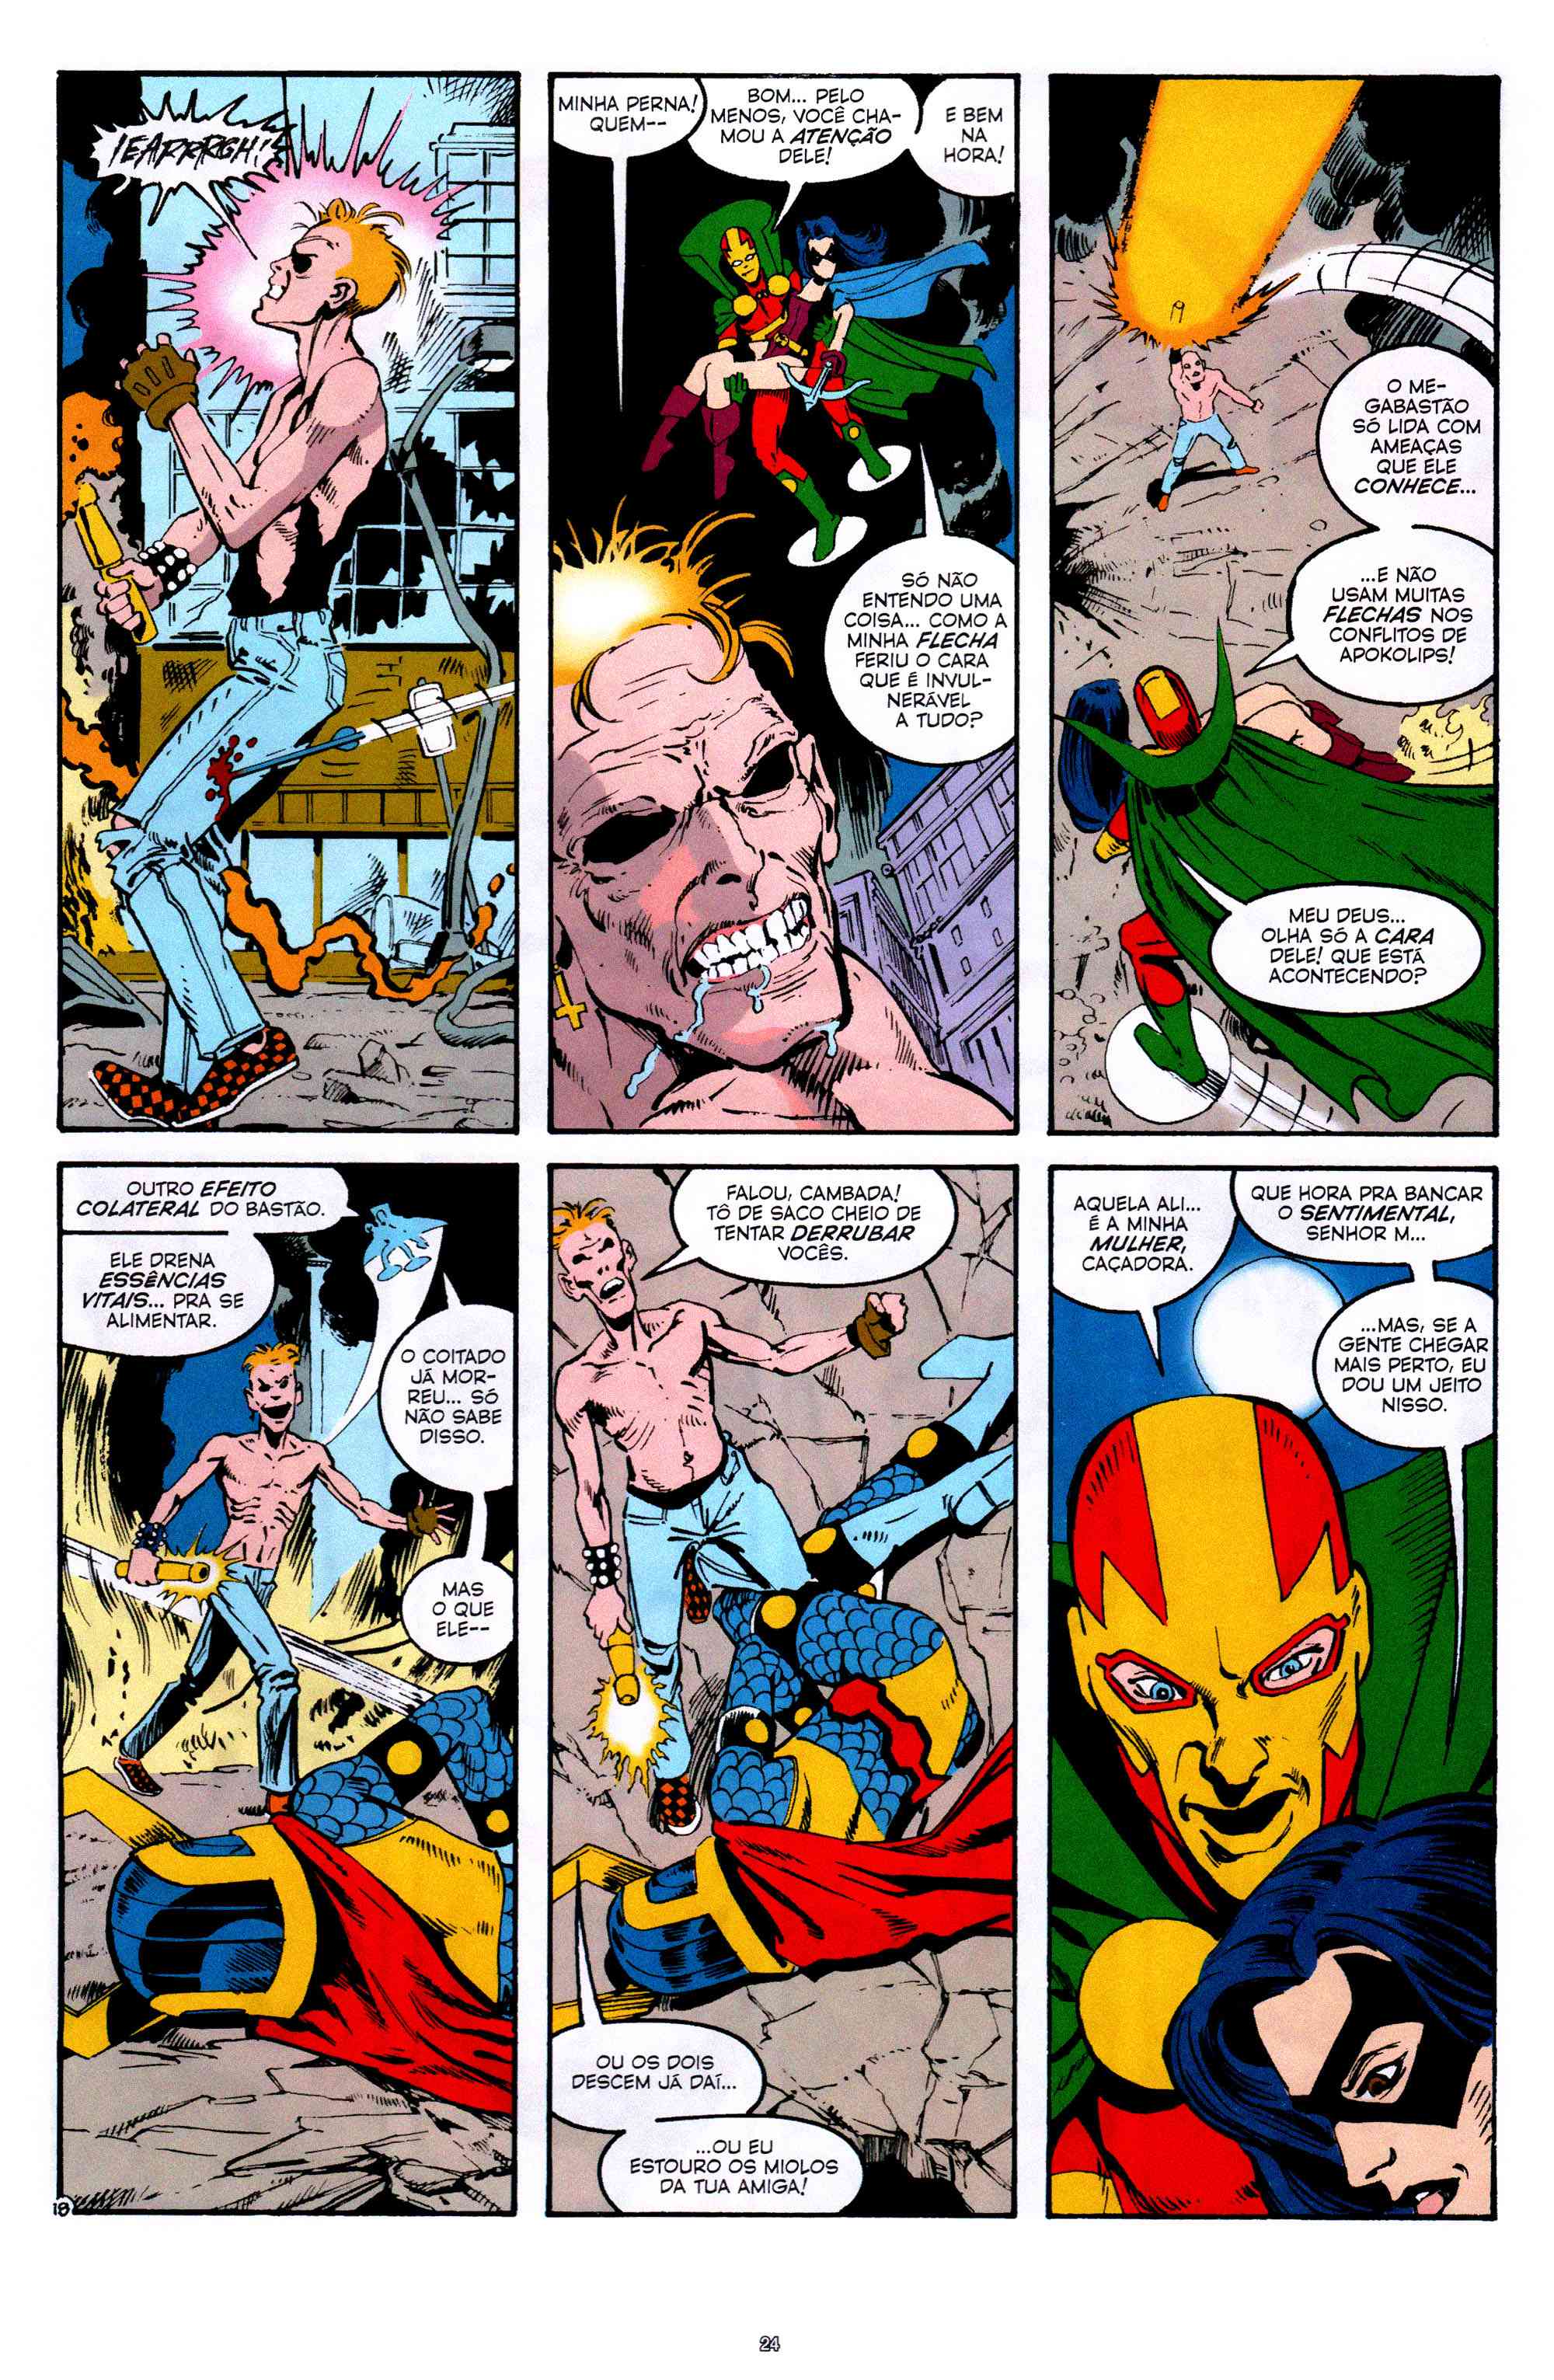 IEARRRGH!
MINHA PERNA!
QUEM--
BOM... PELO
MENOS, VOCÊ CHA-
MOU A ATENÇÃO
DELE!
E BEM
NA
HORA!
SÓ NÃO
ENTENDO UMA
COISA... COMO A
MINHA FLECHA
FERIU O CARA
QUE É INVUL-
NERÁVEL
A TUDO?
O ME-
GABASTÃO
SÓ LIDA COM
AMEAÇAS
QUE ELE
CONHECE...
...E NÃO
USAM MUITAS
FLECHAS NOS
CONFLITOS DE
APOKOLIPS!
MEU DEUS...
OLHA SÓ A CARA
DELE! QUE ESTÁ
ACONTECENDO?
OUTRO EFEITO
COLATERAL DO BASTÃO.
ELE DRENA
ESSÊNCIAS
VITAIS... PRA SE
ALIMENTAR.
O COITADO
JÁ MOR-
REU... SÓ
NÃO SABE
DISSO.
MAS
O QUE
ELE--
FALOU, CAMBADA!
TÔ DE SACO CHEIO DE
TENTAR DERRUBAR
VOCÊS.
OU OS DOIS
DESCEM JÁ DAÍ...
...OU EU
ESTOURO OS MIOLOS
DA TUA AMIGA!
AQUELA ALI...
É A MINHA
MULHER,
CAÇADORA.
QUE HORA PRA BANCAR
O SENTIMENTAL,
SENHOR M...
...MAS, SE A
GENTE CHEGAR
MAIS PERTO, EU
DOU UM JEITO
NISSO.
18
24